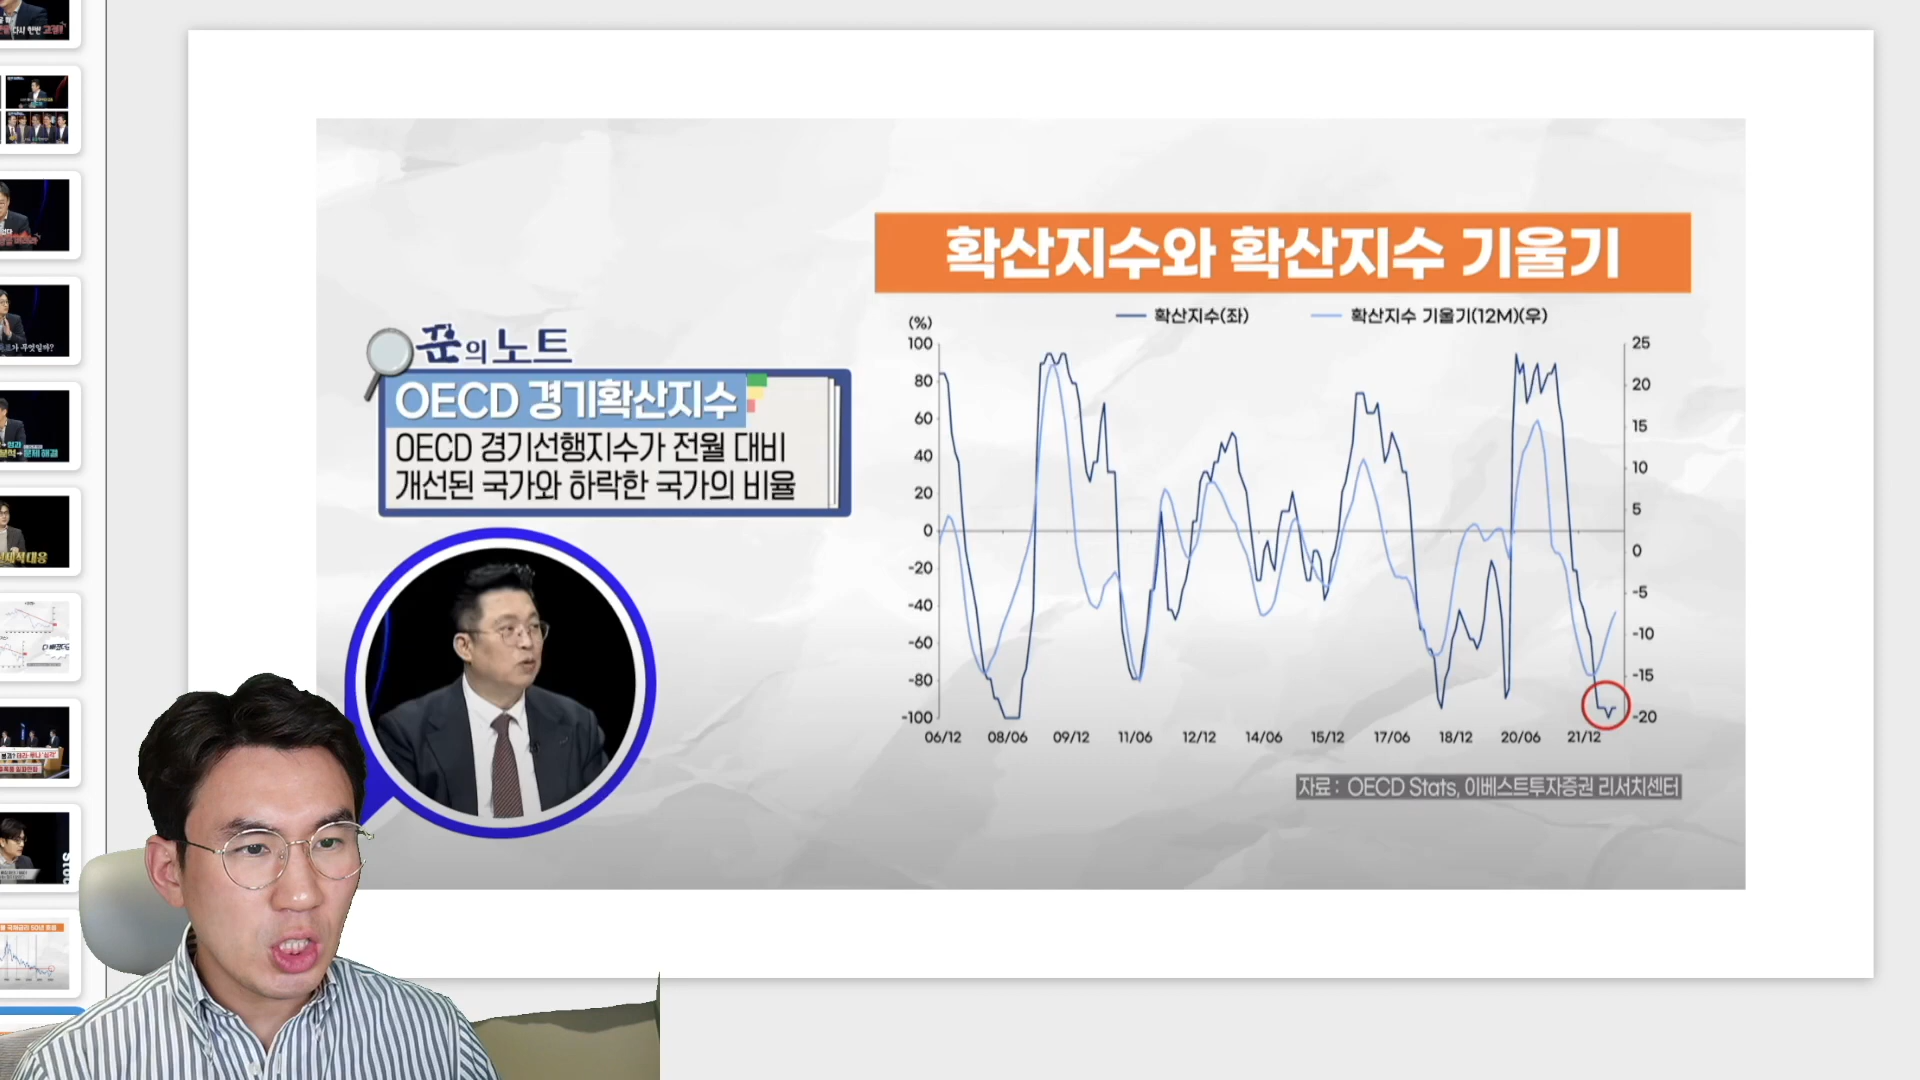 확산지수와 확산지수 기울기
꾼의 노트
OECD 경기확산지수
OECD 경기선행지수가 전월 대비
개선된 국가와 하락한 국가의 비율
(%)
확산지수(좌)
확산지수 기울기(12M)(우)
100
80
60
40
20
0
-20
-40
-60
-80
-100
25
20
15
10
5
0
-5
-10
-15
-20
06/12 08/06 09/12 11/06 12/12 14/06 15/12 17/06 18/12 20/06 21/12
자료 : OECD Stats, 이베스트투자증권 리서치센터